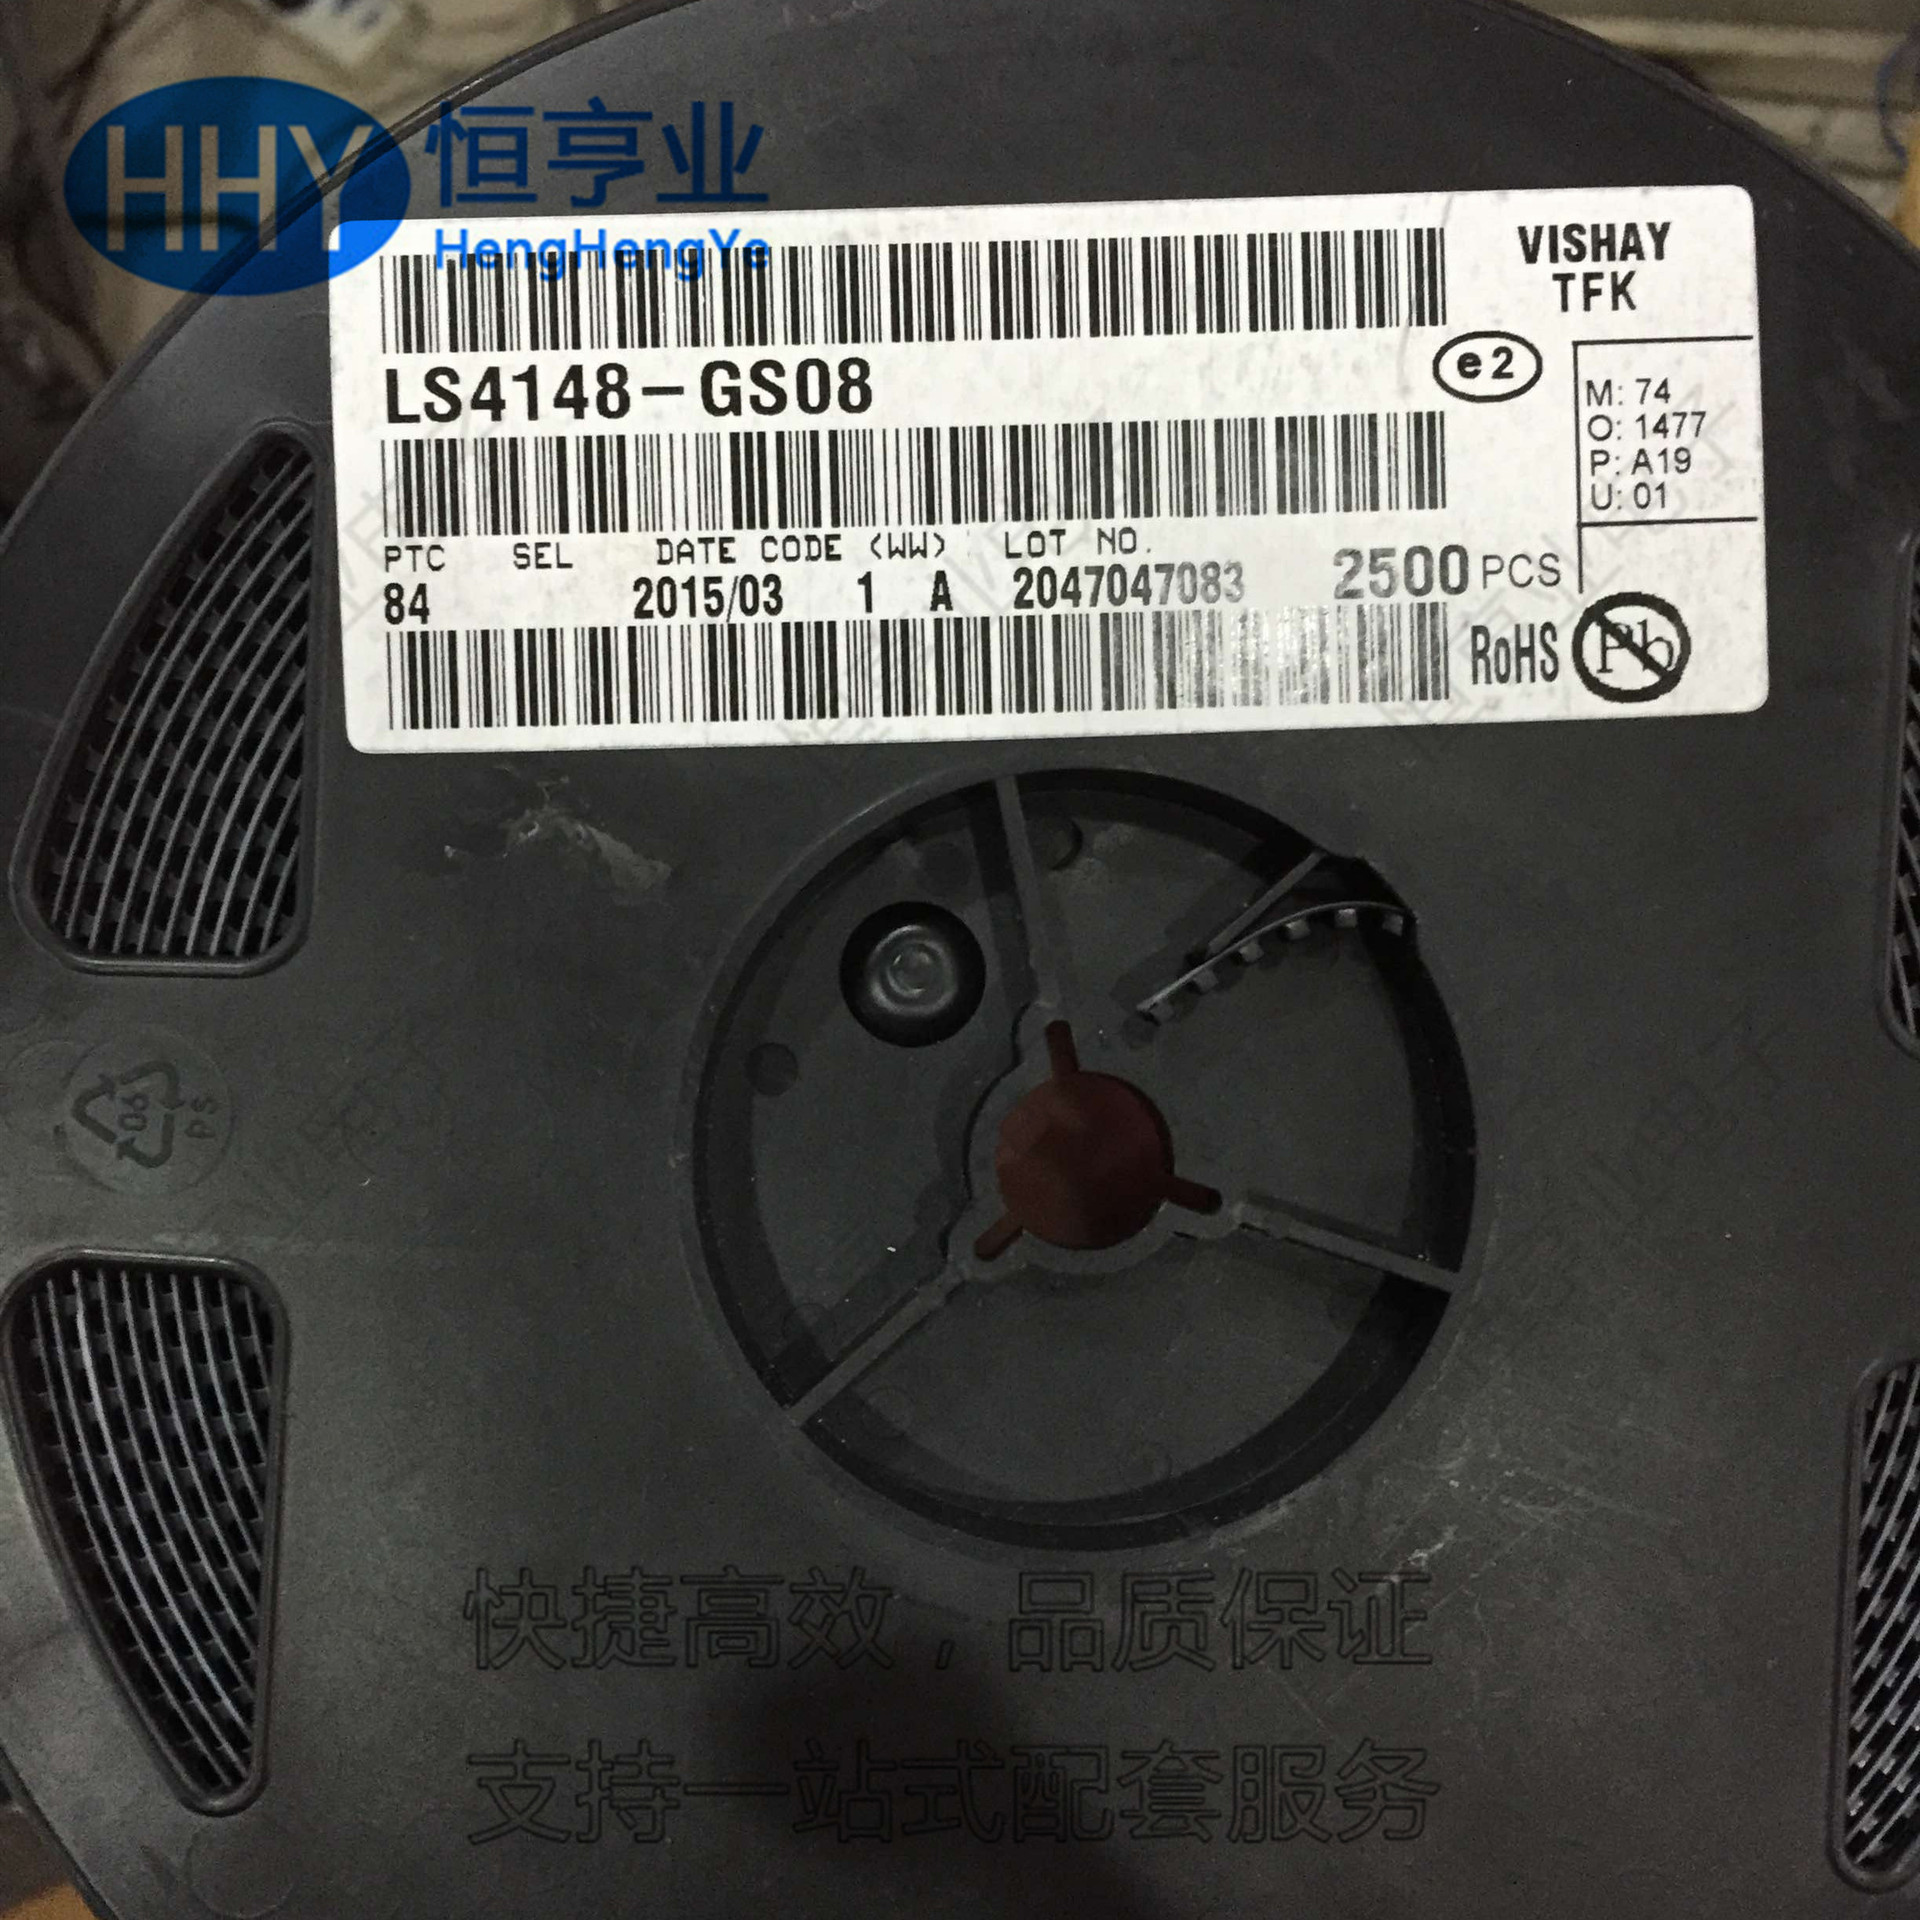 HHY 恒亨业
HengHengYe
VISHAY
TFK
LS4148-GS08
e2
M: 74
O: 1477
P: A19
U: 01
PTC SEL DATE CODE (WW) LOT NO.
84 2015/03 1 A 2047047083 2500 PCS
RoHS Pb
06
PS
快捷高效，品质保证
支持一站式配套服务